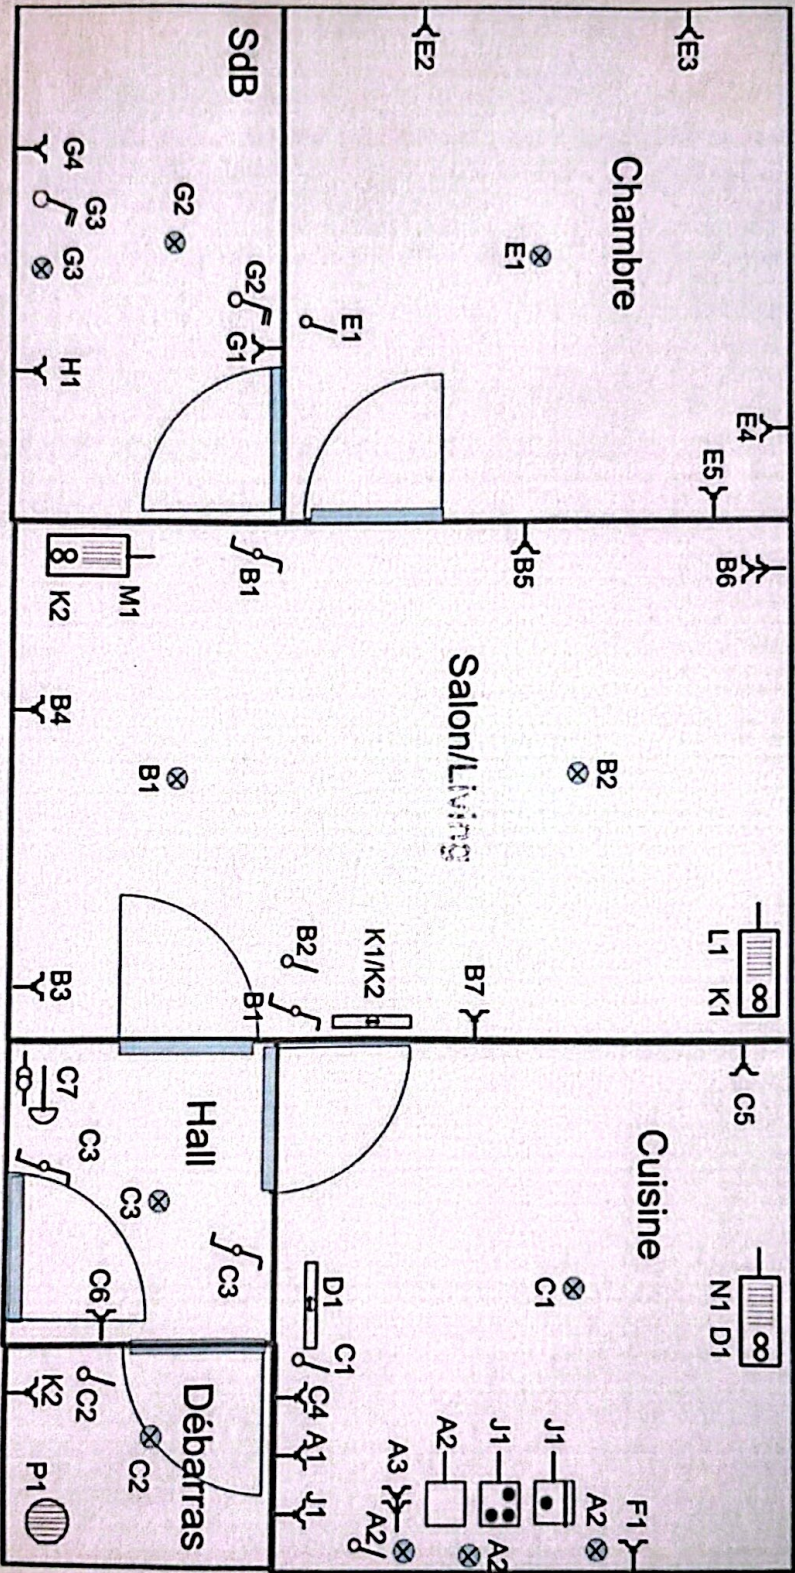 SdB
G4
G3
G3
G2
G2
G1
H1
Chambre
E2
E3
E1
E1
E4
E5
Salon/Living
B1
M1
K2
B5
B6
B4
B1
B2
B3
B2
B1
K1/K2
B7
L1 K1
Hall
C7
C3
C3
C3
C6
Cuisine
C5
C1
N1 D1
D1
C1
C4
A1
J1
A3
A2
A2
J1
J1
A2
A2
F1
Débarras
K2
C2
C2
P1